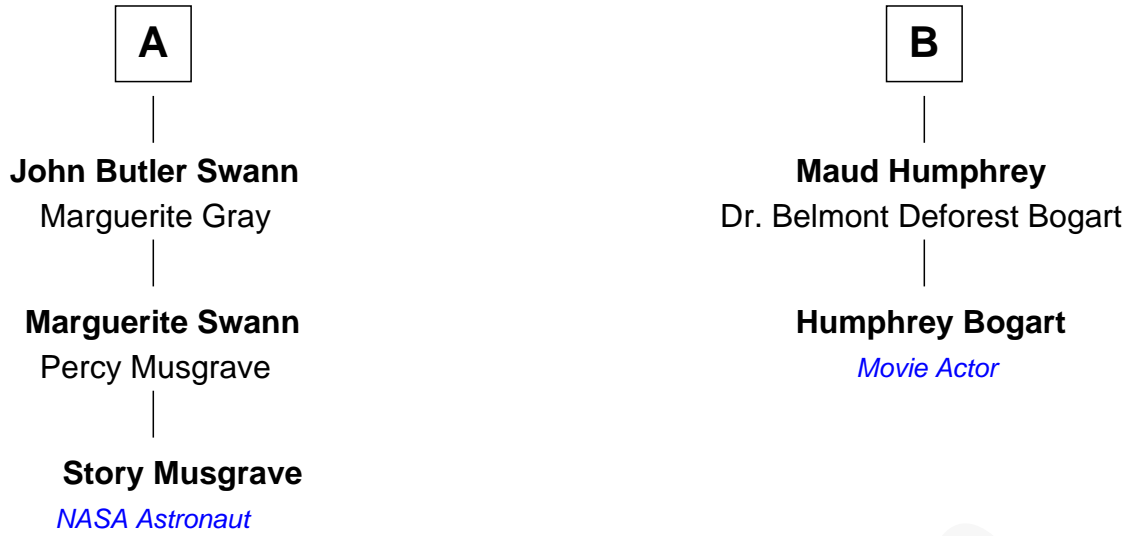 A
John Butler Swann
Marguerite Gray
Marguerite Swann
Percy Musgrave
Story Musgrave
NASA Astronaut
B
Maud Humphrey
Dr. Belmont Deforest Bogart
Humphrey Bogart
Movie Actor